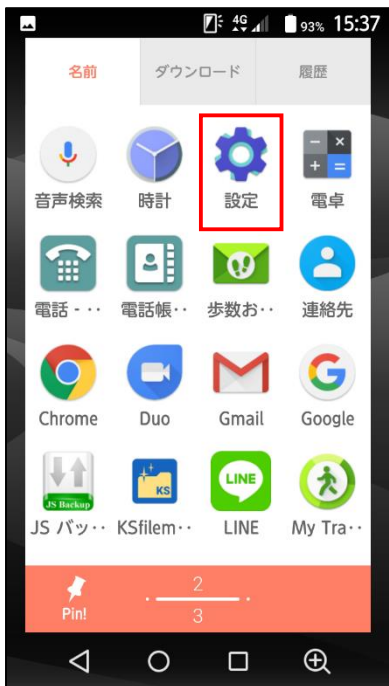 4G 93% 15:37
名前 ダウンロード 履歴
音声検索 時計 設定 電卓
電話 - ‥ 電話帳‥ 歩数お‥ 連絡先
Chrome Duo Gmail Google
JS Backup KS LINE
JS バッ‥ KSfilem‥ LINE My Tra‥
2
Pin!
3